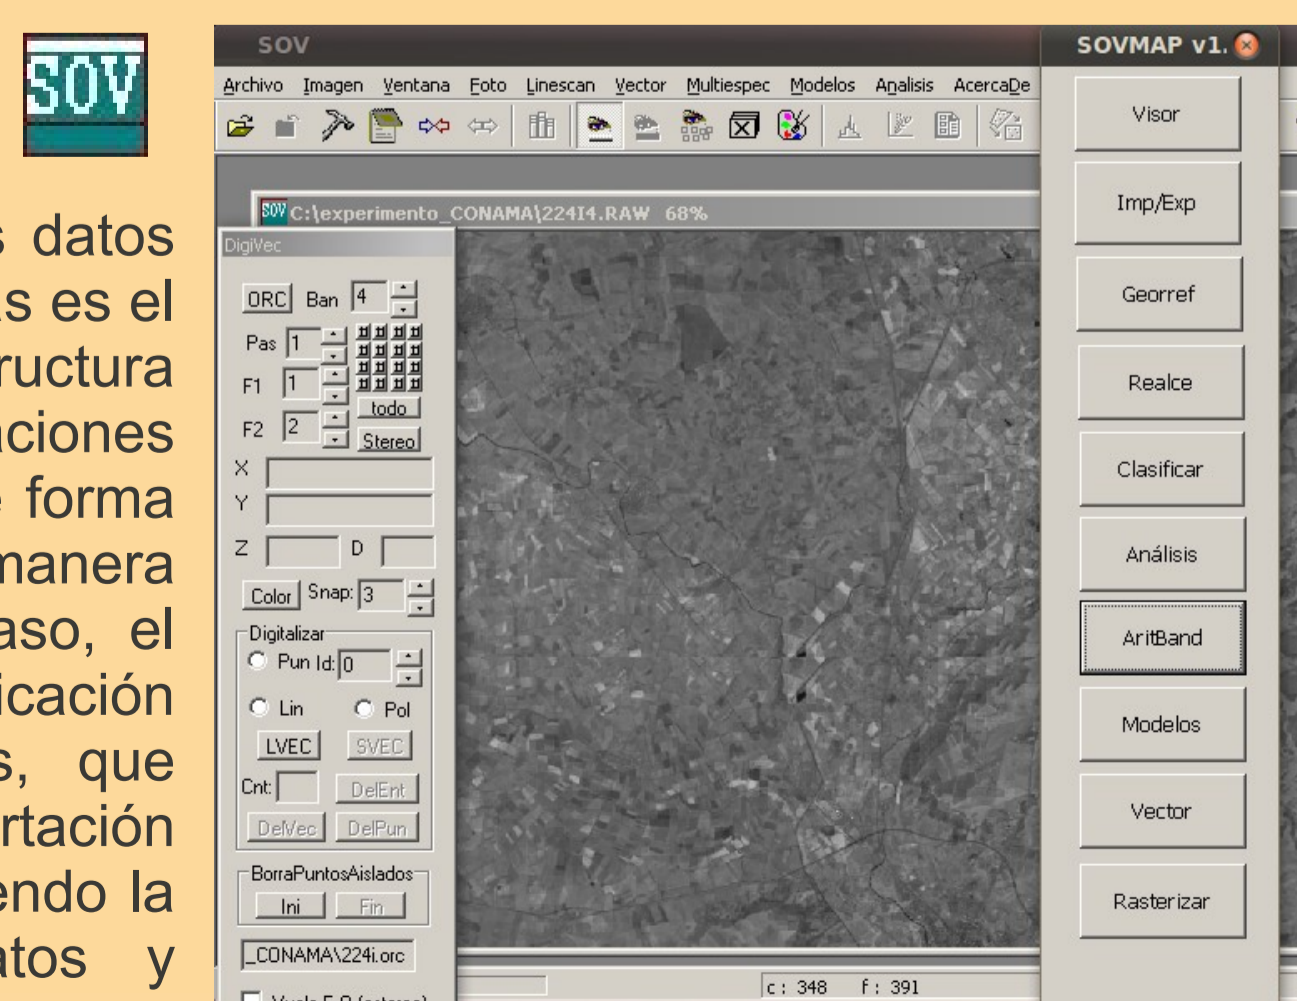 SOV
s datos
as es el
ructura
aciones
e forma
manera
aso, el
icación
s, que
rtación
endo la
atos y
SOV
Archivo Imagen Ventana Foto Linescan Vector Multiespec Modelos Analisis AcercaDe
SOV C:\experimento_CONAMA\224I4.RAW 68%
DigiVec
ORC Ban 4
Pas 1
F1 1
todo
F2 2
Stereo
X
Y
Z D
Color Snap: 3
Digitalizar
Pun Id: 0
Lin Pol
LVEC SVEC
Cnt: DelEnt
DelVec DelPun
BorraPuntosAislados
Ini Fin
_CONAMA\224i.orc
c: 348 f: 391
SOVMAP v1.
Visor
Imp/Exp
Georref
Realce
Clasificar
Análisis
AritBand
Modelos
Vector
Rasterizar